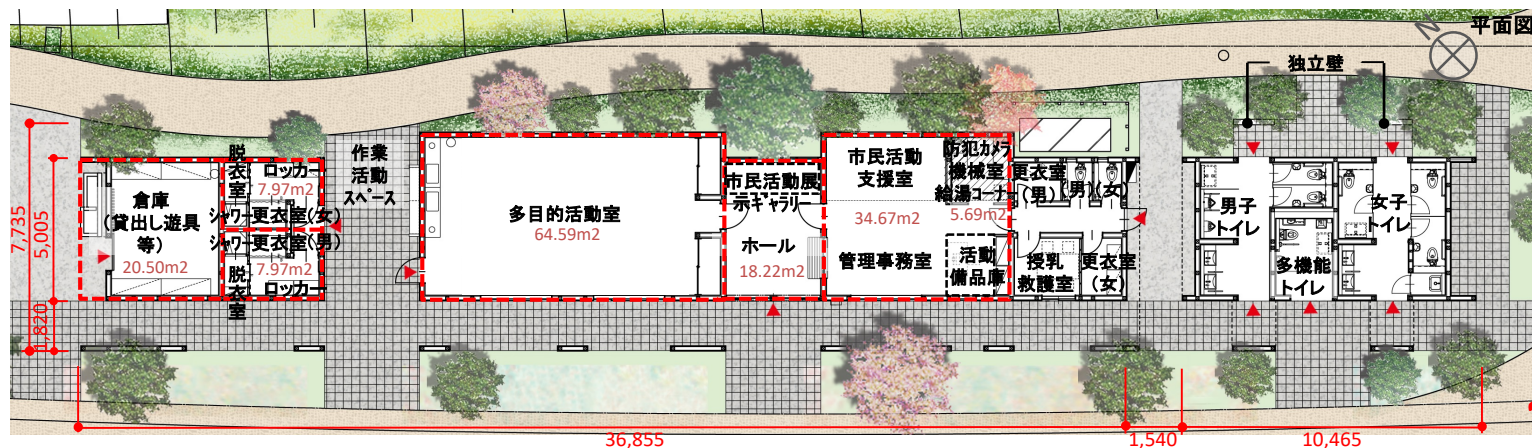 平面図
N
独立壁
脱
衣
室
ロッカー
7.97m2
シャワー 更衣室(女)
倉庫
(貸出し遊具
等)
20.50m2
シャワー 更衣室(男)
7.97m2
脱
衣
室
ロッカー
作業
活動
スペース
多目的活動室
64.59m2
市民活動展
示ギャラリー
ホール
18.22m2
市民活動
支援室
34.67m2
管理事務室
防犯カメラ
機械室
給湯コーナー
5.69m2
活動
備品庫
更衣室
(男)
(男)
(女)
授乳
救護室
更衣室
(女)
男子
トイレ
多機能
トイレ
女子
トイレ
7,735
5,005
1,820
36,855
1,540
10,465